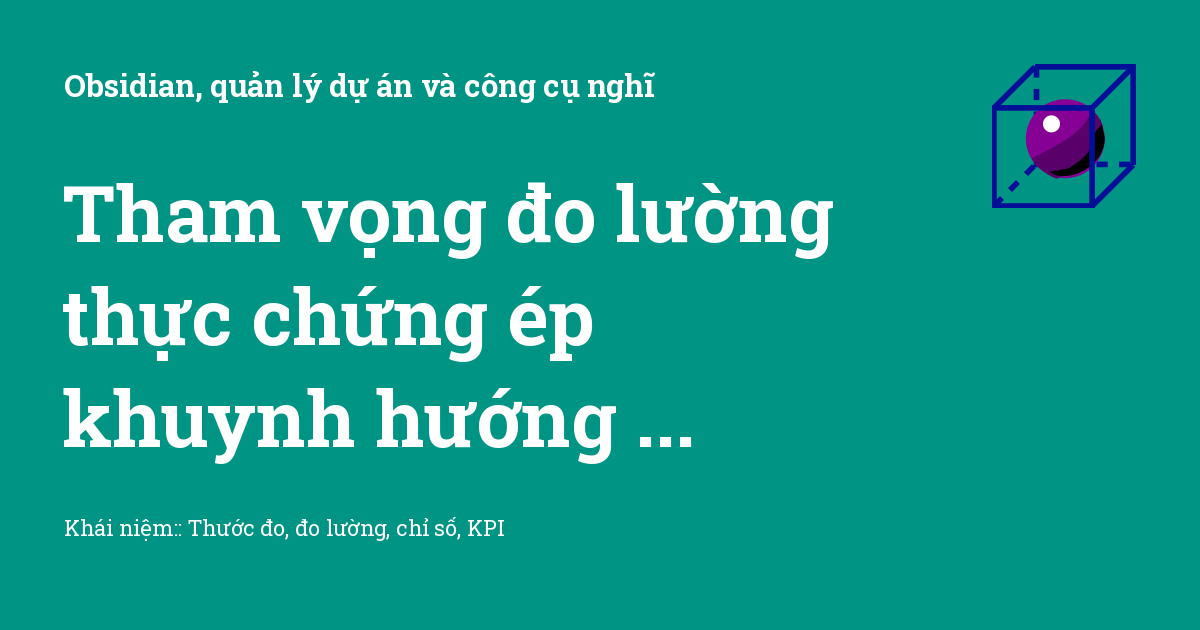 Obsidian, quản lý dự án và công cụ nghĩ
Tham vọng đo lường
thực chứng ép
khuynh hướng ...
Khái niệm:: Thước đo, đo lường, chỉ số, KPI